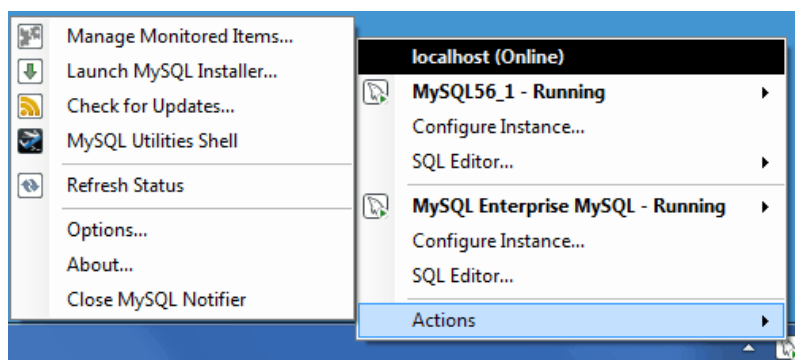 Manage Monitored Items...
Launch MySQL Installer...
Check for Updates...
MySQL Utilities Shell
Refresh Status
Options...
About...
Close MySQL Notifier
localhost (Online)
MySQL56_1 - Running
Configure Instance...
SQL Editor...
MySQL Enterprise MySQL - Running
Configure Instance...
SQL Editor...
Actions